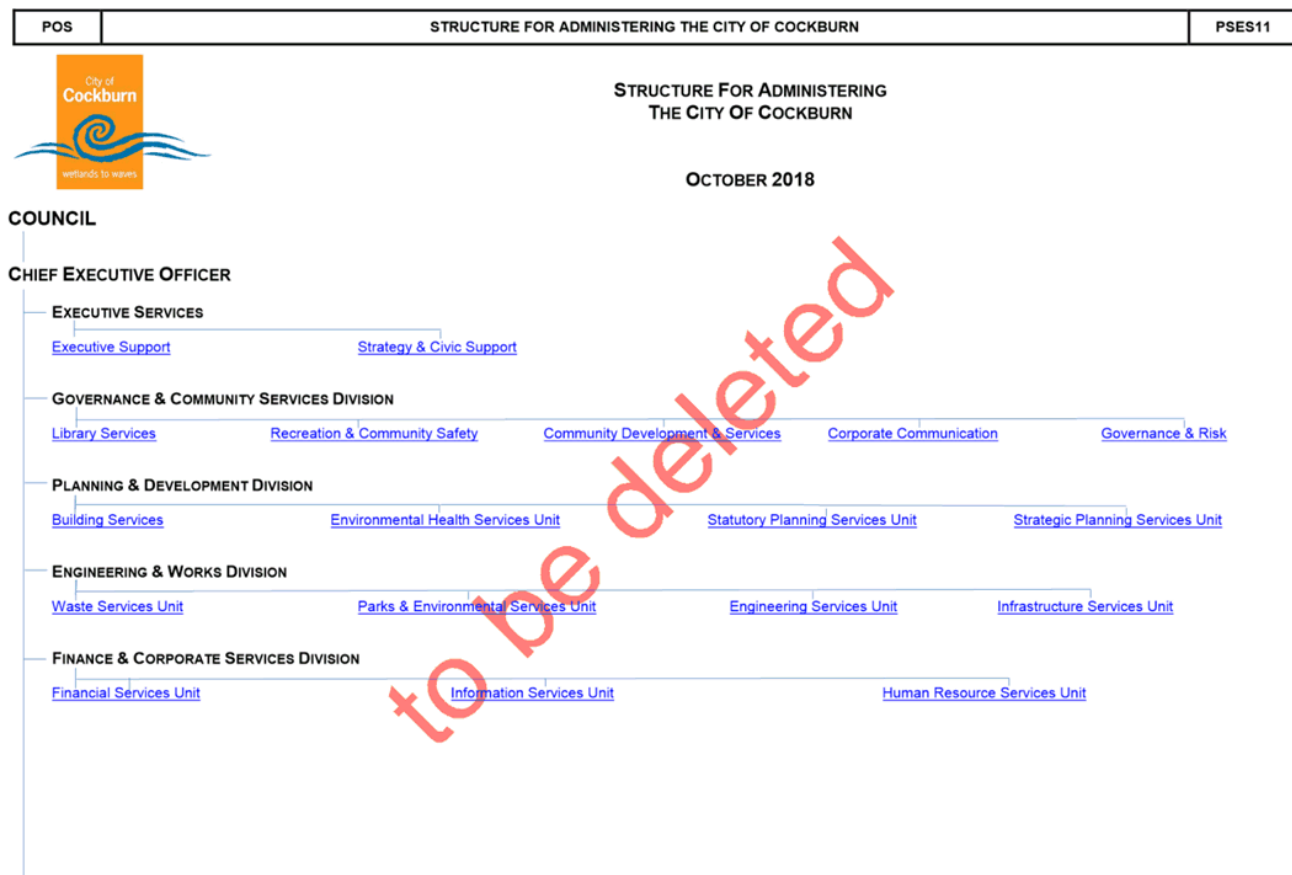 POS STRUCTURE FOR ADMINISTERING THE CITY OF COCKBURN PSES11
City of
Cockburn
wetlands to waves
STRUCTURE FOR ADMINISTERING
THE CITY OF COCKBURN
OCTOBER 2018
COUNCIL
CHIEF EXECUTIVE OFFICER
EXECUTIVE SERVICES
Executive Support Strategy & Civic Support
GOVERNANCE & COMMUNITY SERVICES DIVISION
Library Services Recreation & Community Safety Community Development & Services Corporate Communication Governance & Risk
PLANNING & DEVELOPMENT DIVISION
Building Services Environmental Health Services Unit Statutory Planning Services Unit Strategic Planning Services Unit
ENGINEERING & WORKS DIVISION
Waste Services Unit Parks & Environmental Services Unit Engineering Services Unit Infrastructure Services Unit
FINANCE & CORPORATE SERVICES DIVISION
Financial Services Unit Information Services Unit Human Resource Services Unit
to be deleted